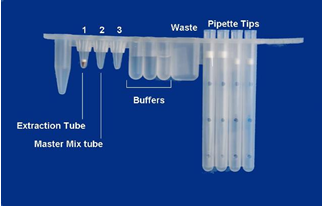 Waste Pipette Tips
1 2 3
Buffers
Extraction Tube
Master Mix tube